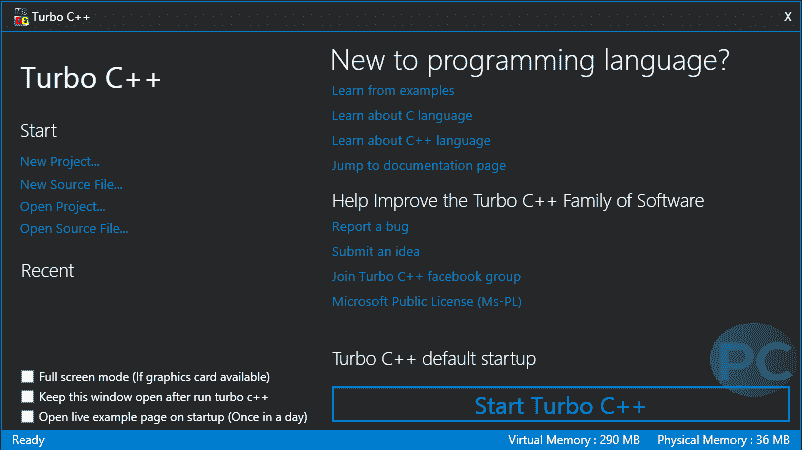 Turbo C++
X
Turbo C++
Start
New Project...
New Source File...
Open Project...
Open Source File...
Recent
Full screen mode (If graphics card available)
Keep this window open after run turbo c++
Open live example page on startup (Once in a day)
New to programming language?
Learn from examples
Learn about C language
Learn about C++ language
Jump to documentation page
Help Improve the Turbo C++ Family of Software
Report a bug
Submit an idea
Join Turbo C++ facebook group
Microsoft Public License (Ms-PL)
Turbo C++ default startup
PC
Start Turbo C++
Ready
Virtual Memory : 290 MB
Physical Memory : 36 MB